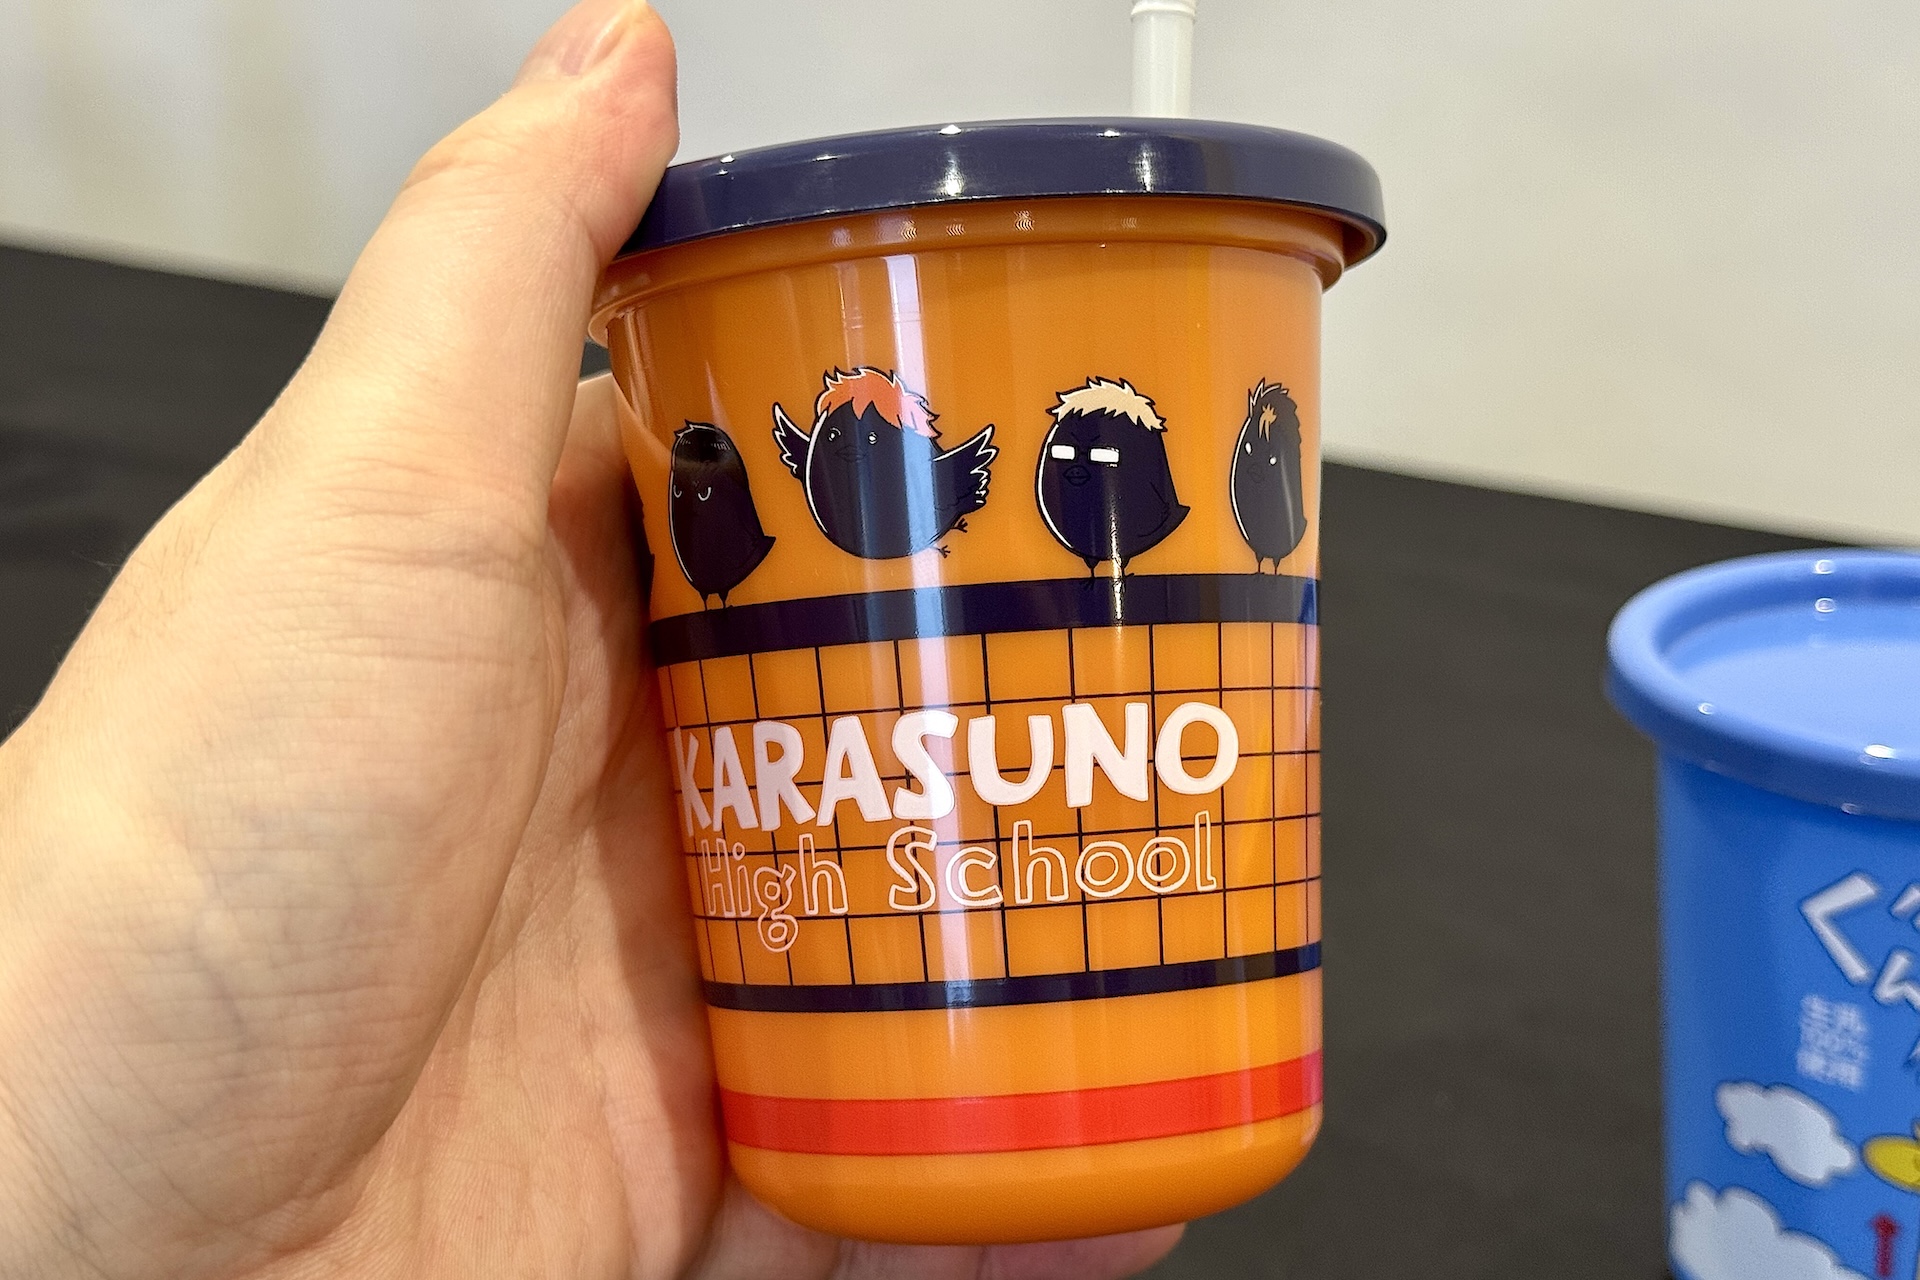 KARASUNO
High School
生乳
100%
使用